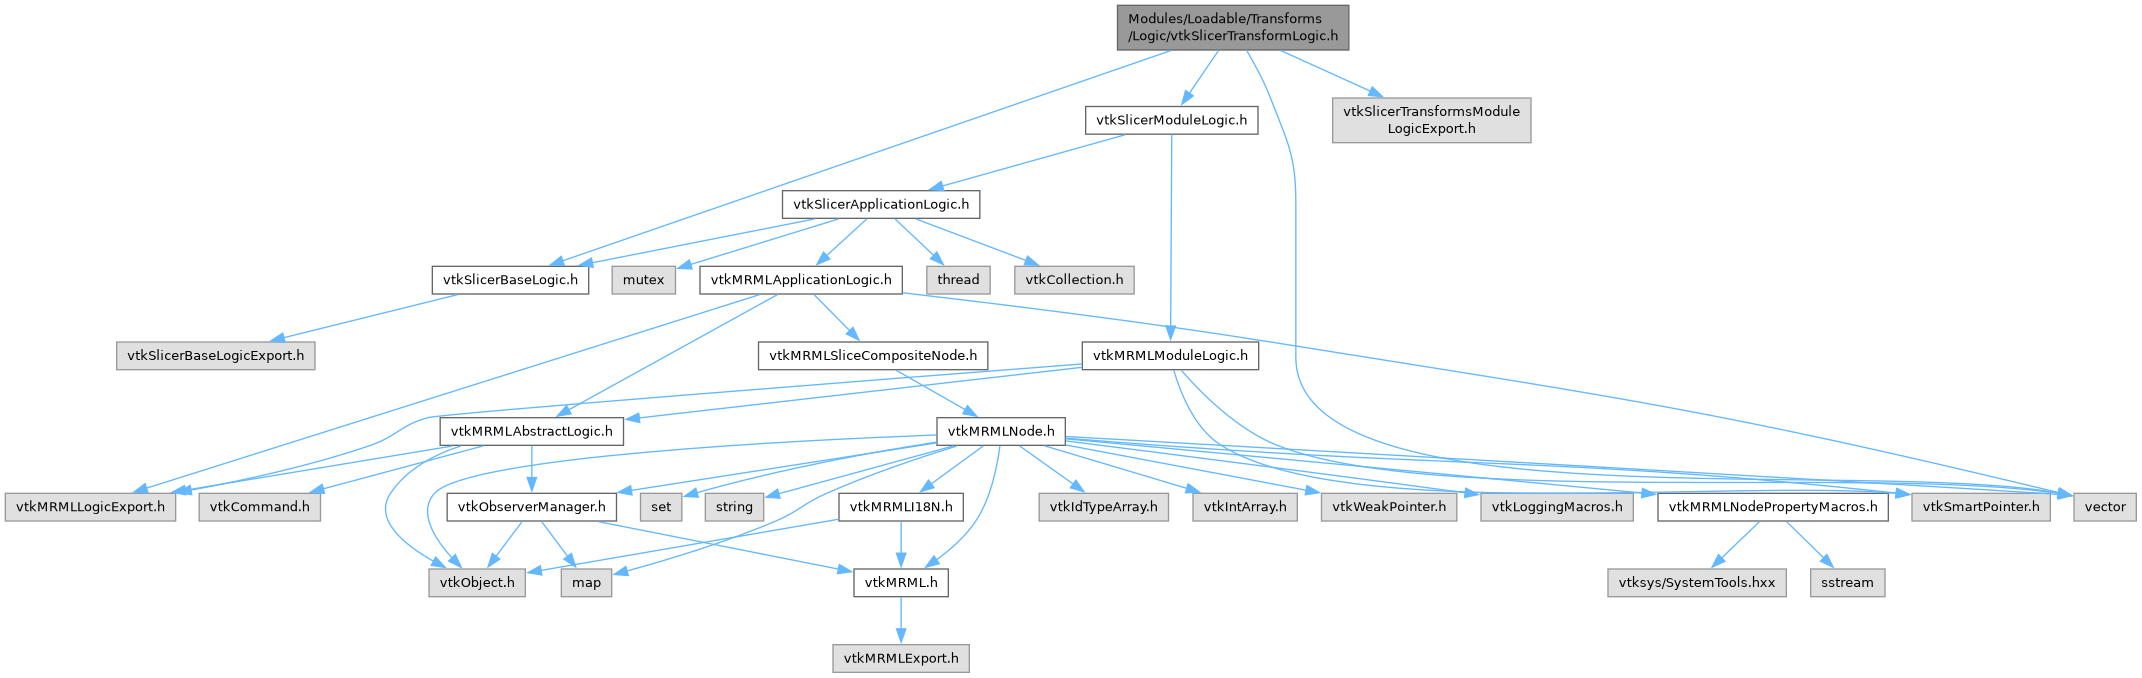 Modules/Loadable/Transforms
/Logic/vtkSlicerTransformLogic.h
vtkSlicerModuleLogic.h
vtkSlicerTransformsModule
LogicExport.h
vtkSlicerApplicationLogic.h
vtkSlicerBaseLogic.h
mutex
vtkMRMLApplicationLogic.h
thread
vtkCollection.h
vtkSlicerBaseLogicExport.h
vtkMRMLSliceCompositeNode.h
vtkMRMLModuleLogic.h
vtkMRMLAbstractLogic.h
vtkMRMLNode.h
vtkMRMLLogicExport.h
vtkCommand.h
vtkObserverManager.h
set
string
vtkMRMLI18N.h
vtkIdTypeArray.h
vtkIntArray.h
vtkWeakPointer.h
vtkLoggingMacros.h
vtkMRMLNodePropertyMacros.h
vtkSmartPointer.h
vector
vtkObject.h
map
vtkMRML.h
vtksys/SystemTools.hxx
sstream
vtkMRMLExport.h